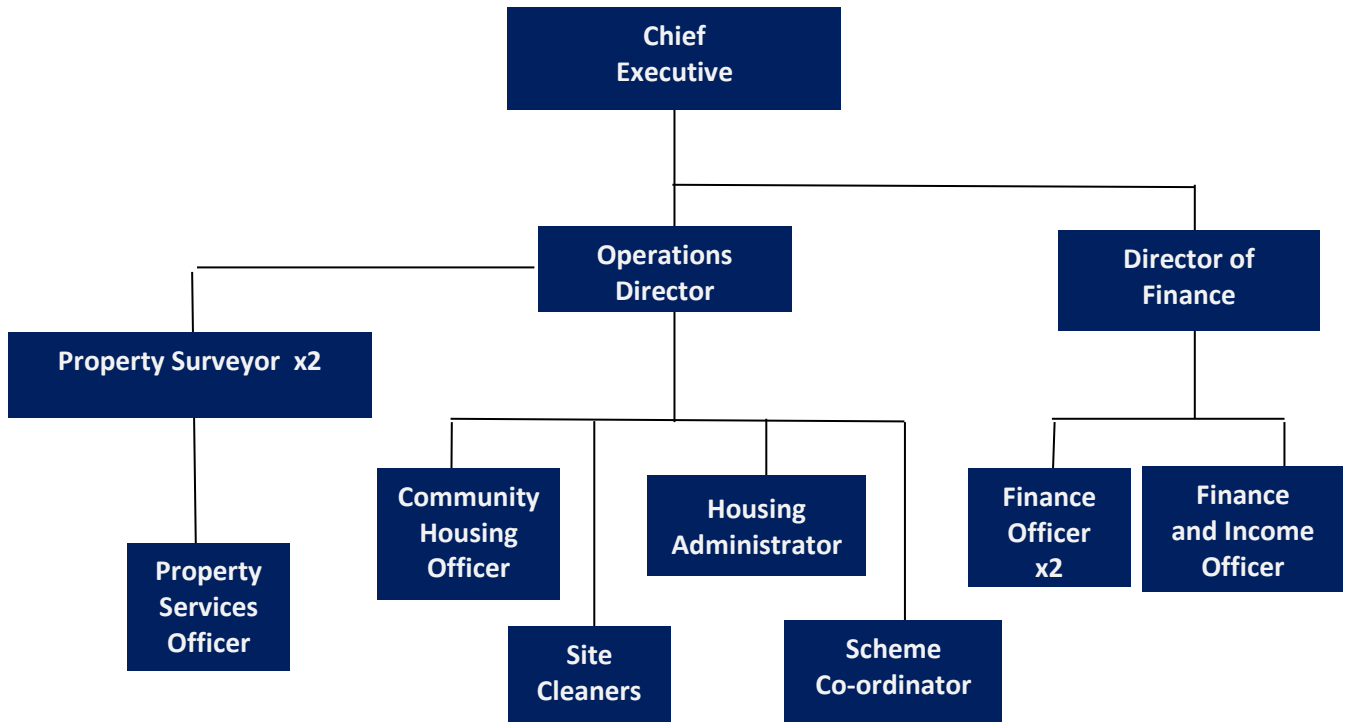 Chief
Executive
Operations
Director
Director of
Finance
Property Surveyor x2
Community
Housing
Officer
Housing
Administrator
Finance
Officer
x2
Finance
and Income
Officer
Property
Services
Officer
Site
Cleaners
Scheme
Co-ordinator